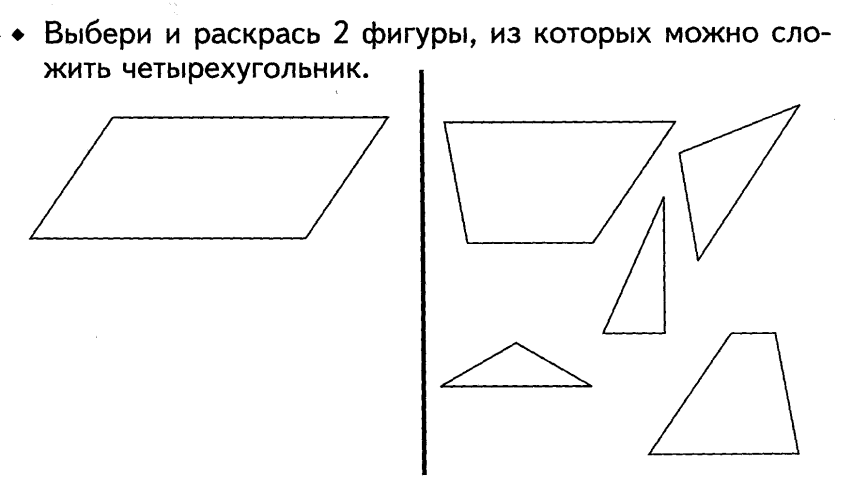 ♦ Выбери и раскрась 2 фигуры, из которых можно сло-
жить четырехугольник.